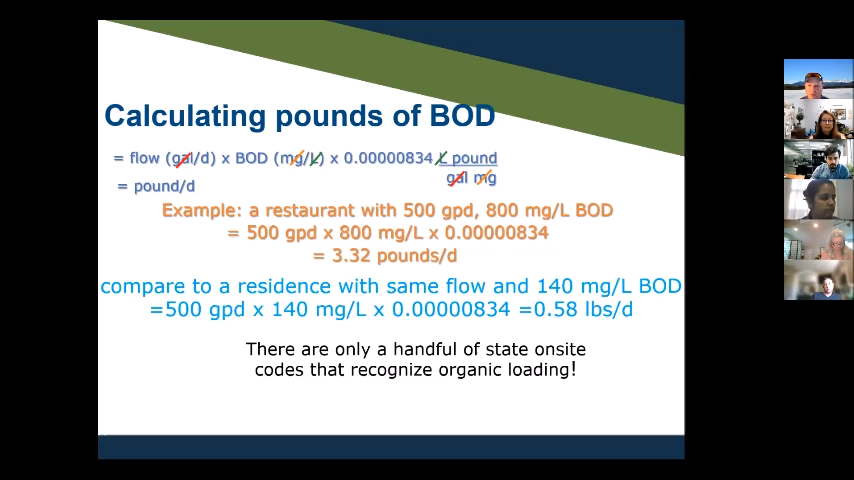 Calculating pounds of BOD
= flow (gal/d) x BOD (mg/L) x 0.00000834 L pound
gal mg
= pound/d
Example: a restaurant with 500 gpd, 800 mg/L BOD
= 500 gpd x 800 mg/L x 0.00000834
= 3.32 pounds/d
compare to a residence with same flow and 140 mg/L BOD
=500 gpd x 140 mg/L x 0.00000834 =0.58 lbs/d
There are only a handful of state onsite
codes that recognize organic loading!